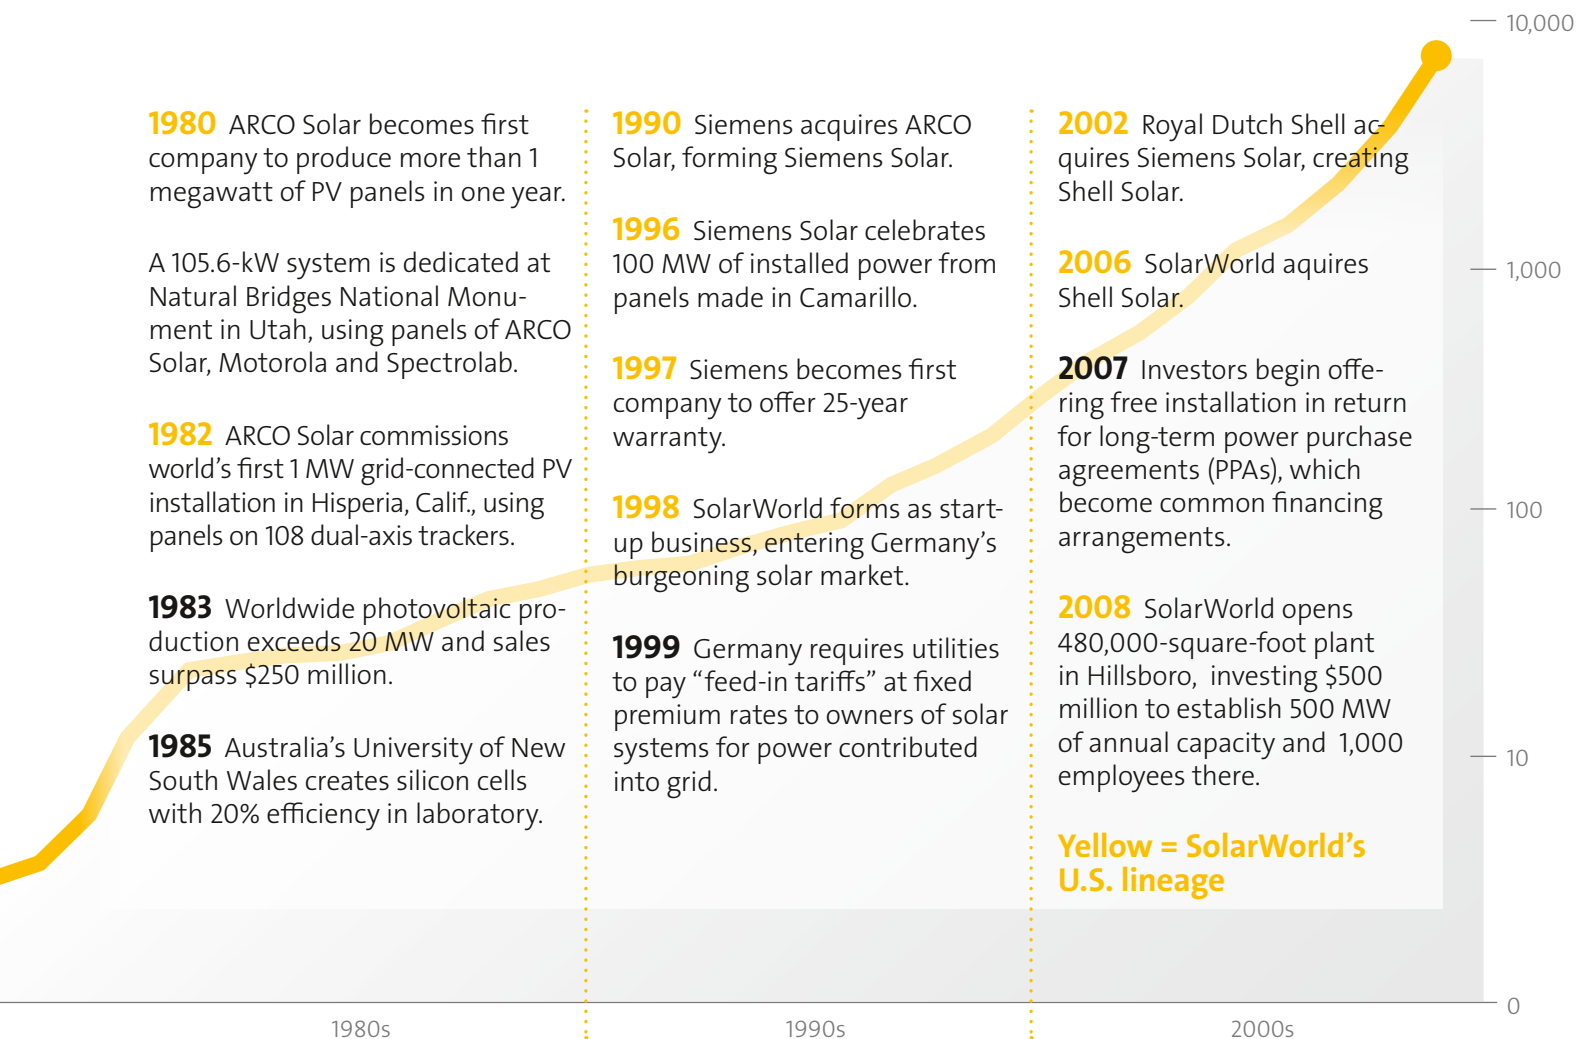 1980 ARCO Solar becomes first
company to produce more than 1
megawatt of PV panels in one year.
A 105.6-kW system is dedicated at
Natural Bridges National Monu-
ment in Utah, using panels of ARCO
Solar, Motorola and Spectrolab.
1982 ARCO Solar commissions
world's first 1 MW grid-connected PV
installation in Hisperia, Calif., using
panels on 108 dual-axis trackers.
1983 Worldwide photovoltaic pro-
duction exceeds 20 MW and sales
surpass $250 million.
1985 Australia's University of New
South Wales creates silicon cells
with 20% efficiency in laboratory.
1990 Siemens acquires ARCO
Solar, forming Siemens Solar.
1996 Siemens Solar celebrates
100 MW of installed power from
panels made in Camarillo.
1997 Siemens becomes first
company to offer 25-year
warranty.
1998 SolarWorld forms as start-
up business, entering Germany's
burgeoning solar market.
1999 Germany requires utilities
to pay “feed-in tariffs” at fixed
premium rates to owners of solar
systems for power contributed
into grid.
2002 Royal Dutch Shell ac-
quires Siemens Solar, creating
Shell Solar.
2006 SolarWorld aquires
Shell Solar.
2007 Investors begin offe-
ring free installation in return
for long-term power purchase
agreements (PPAs), which
become common financing
arrangements.
2008 SolarWorld opens
480,000-square-foot plant
in Hillsboro, investing $500
million to establish 500 MW
of annual capacity and 1,000
employees there.
Yellow = SolarWorld's
U.S. lineage
10,000
1,000
100
10
0
1980s
1990s
2000s